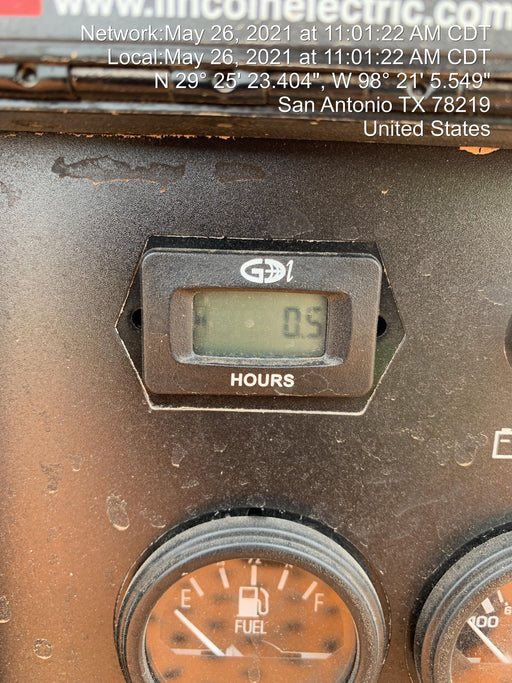 www.lincolnelectric.com
Network:May 26, 2021 at 11:01:22 AM CDT
Local:May 26, 2021 at 11:01:22 AM CDT
N 29° 25' 23.404", W 98° 21' 5.549"
San Antonio TX 78219
United States
GDI
0.5
HOURS
E F
FUEL
100